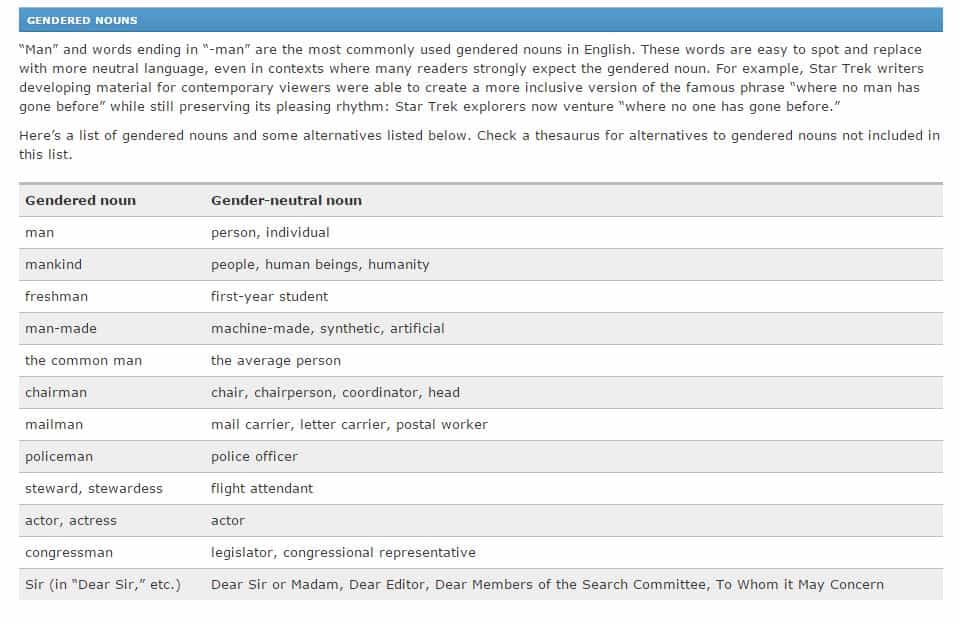 GENDERED NOUNS
“Man” and words ending in “-man” are the most commonly used gendered nouns in English. These words are easy to spot and replace
with more neutral language, even in contexts where many readers strongly expect the gendered noun. For example, Star Trek writers
developing material for contemporary viewers were able to create a more inclusive version of the famous phrase “where no man has
gone before” while still preserving its pleasing rhythm: Star Trek explorers now venture “where no one has gone before.”
Here’s a list of gendered nouns and some alternatives listed below. Check a thesaurus for alternatives to gendered nouns not included in
this list.
Gendered noun Gender-neutral noun
man person, individual
mankind people, human beings, humanity
freshman first-year student
man-made machine-made, synthetic, artificial
the common man the average person
chairman chair, chairperson, coordinator, head
mailman mail carrier, letter carrier, postal worker
policeman police officer
steward, stewardess flight attendant
actor, actress actor
congressman legislator, congressional representative
Sir (in “Dear Sir,” etc.) Dear Sir or Madam, Dear Editor, Dear Members of the Search Committee, To Whom it May Concern